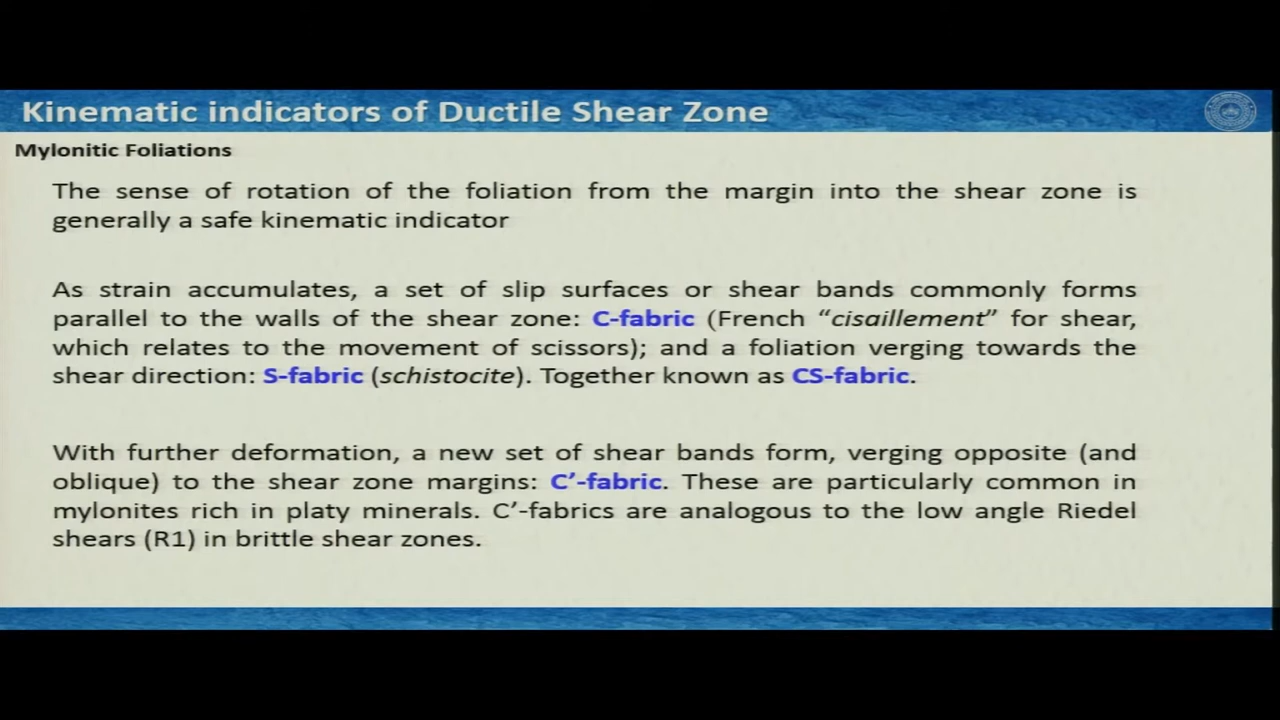 Kinematic indicators of Ductile Shear Zone
Mylonitic Foliations
The sense of rotation of the foliation from the margin into the shear zone is
generally a safe kinematic indicator
As strain accumulates, a set of slip surfaces or shear bands commonly forms
parallel to the walls of the shear zone: C-fabric (French “cisaillement” for shear,
which relates to the movement of scissors); and a foliation verging towards the
shear direction: S-fabric (schistocite). Together known as CS-fabric.
With further deformation, a new set of shear bands form, verging opposite (and
oblique) to the shear zone margins: C’-fabric. These are particularly common in
mylonites rich in platy minerals. C’-fabrics are analogous to the low angle Riedel
shears (R1) in brittle shear zones.